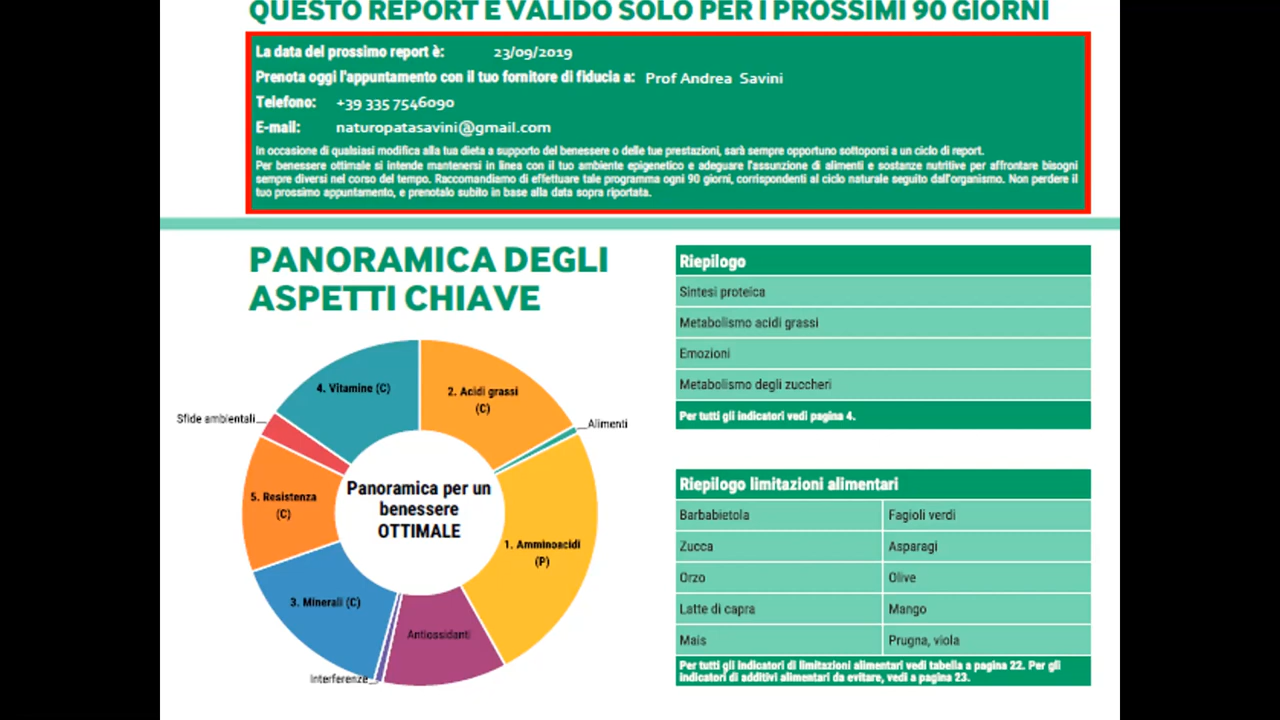 QUESTO REPORT È VALIDO SOLO PER I PROSSIMI 90 GIORNI
La data del prossimo report è: 23/09/2019
Prenota oggi l'appuntamento con il tuo fornitore di fiducia a: Prof Andrea Savini
Telefono: +39 335 7546090
E-mail: naturopatasavini@gmail.com
In occasione di qualsiasi modifica alla tua dieta a supporto del benessere o delle tue prestazioni, sarà sempre opportuno sottoporsi a un ciclo di report.
Per benessere ottimale si intende mantenersi in linea con il tuo ambiente epigenetico e adeguare l'assunzione di alimenti e sostanze nutritive per affrontare bisogni
sempre diversi nel corso del tempo. Raccomandiamo di effettuare tale programma ogni 90 giorni, corrispondenti al ciclo naturale seguito dall'organismo. Non perdere il
tuo prossimo appuntamento, e prenotalo subito in base alla data sopra riportata.
PANORAMICA DEGLI
ASPETTI CHIAVE
4. Vitamine (C)
2. Acidi grassi
(C)
Sfide ambientali
Alimenti
5. Resistenza
(C)
Panoramica per un
benessere
OTTIMALE
1. Amminoacidi
(P)
3. Minerali (C)
Antiossidanti
Interferenze
Riepilogo
Sintesi proteica
Metabolismo acidi grassi
Emozioni
Metabolismo degli zuccheri
Per tutti gli indicatori vedi pagina 4.
Riepilogo limitazioni alimentari
Barbabietola Fagioli verdi
Zucca Asparagi
Orzo Olive
Latte di capra Mango
Mais Prugna, viola
Per tutti gli indicatori di limitazioni alimentari vedi tabella a pagina 22. Per gli
indicatori di additivi alimentari da evitare, vedi a pagina 23.